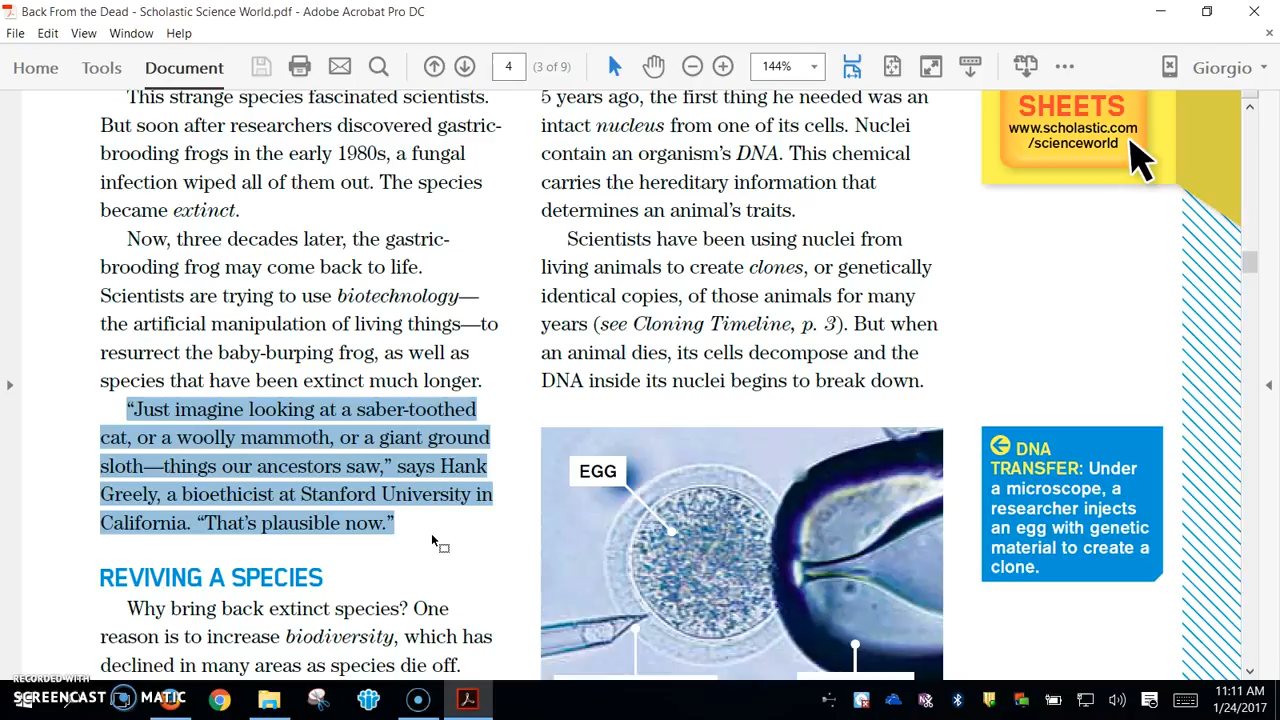 Back From the Dead - Scholastic Science World.pdf - Adobe Acrobat Pro DC
File Edit View Window Help
Home Tools Document 4 (3 of 9) 144% Giorgio
This strange species fascinated scientists.
But soon after researchers discovered gastric-
brooding frogs in the early 1980s, a fungal
infection wiped all of them out. The species
became extinct.
Now, three decades later, the gastric-
brooding frog may come back to life.
Scientists are trying to use biotechnology—
the artificial manipulation of living things—to
resurrect the baby-burping frog, as well as
species that have been extinct much longer.
“Just imagine looking at a saber-toothed
cat, or a woolly mammoth, or a giant ground
sloth—things our ancestors saw,” says Hank
Greely, a bioethicist at Stanford University in
California. “That’s plausible now.”
REVIVING A SPECIES
Why bring back extinct species? One
reason is to increase biodiversity, which has
declined in many areas as species die off.
5 years ago, the first thing he needed was an
intact nucleus from one of its cells. Nuclei
contain an organism’s DNA. This chemical
carries the hereditary information that
determines an animal’s traits.
Scientists have been using nuclei from
living animals to create clones, or genetically
identical copies, of those animals for many
years (see Cloning Timeline, p. 3). But when
an animal dies, its cells decompose and the
DNA inside its nuclei begins to break down.
EGG
SHEETS
www.scholastic.com
/scienceworld
DNA
TRANSFER: Under
a microscope, a
researcher injects
an egg with genetic
material to create a
clone.
RECORDED WITH
SCREENCAST MATIC
11:11 AM
1/24/2017